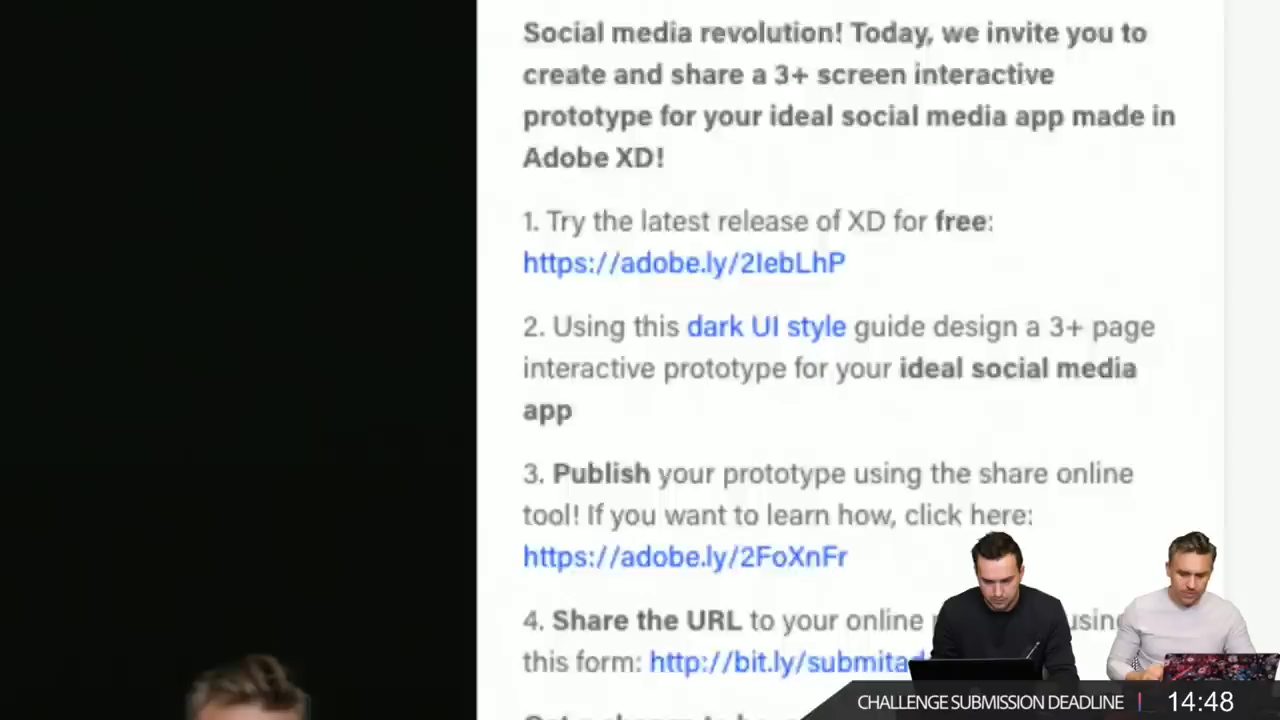 Social media revolution! Today, we invite you to
create and share a 3+ screen interactive
prototype for your ideal social media app made in
Adobe XD!
1. Try the latest release of XD for free:
https://adobe.ly/2IebLhP
2. Using this dark UI style guide design a 3+ page
interactive prototype for your ideal social media
app
3. Publish your prototype using the share online
tool! If you want to learn how, click here:
https://adobe.ly/2FoXnFr
4. Share the URL to your online using
this form: http://bit.ly/submitad
CHALLENGE SUBMISSION DEADLINE | 14:48